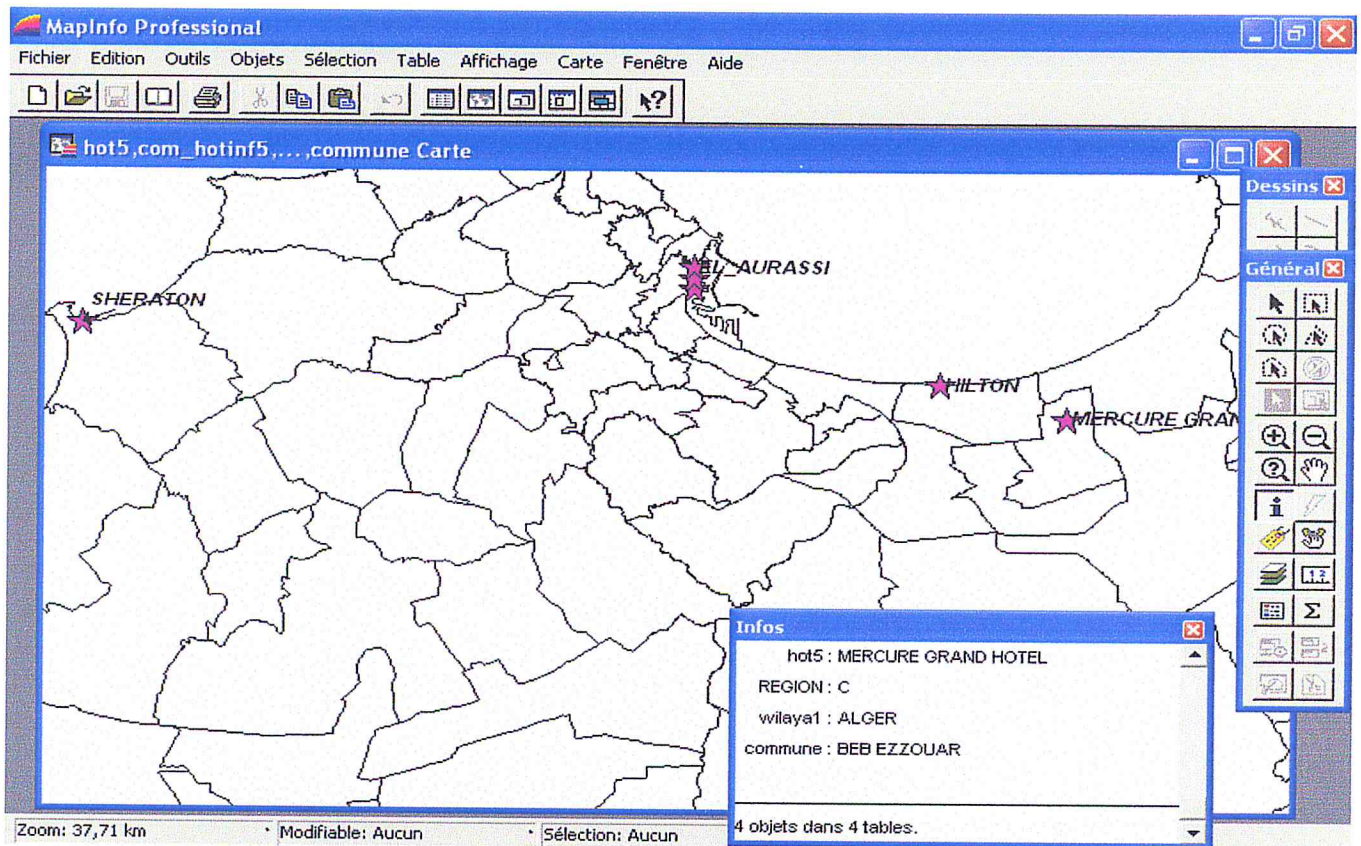 MapInfo Professional
Fichier Edition Outils Objets Sélection Table Affichage Carte Fenêtre Aide
hot5,com_hotinf5,...,commune Carte
Dessins
EL_AURASSI
Général
SHERATON
HILTON
MERCURE GRAN
Infos
hot5 : MERCURE GRAND HOTEL
REGION : C
wilaya1 : ALGER
commune : BEB EZZOUAR
4 objets dans 4 tables.
Zoom: 37,71 km Modifiable: Aucun Sélection: Aucun